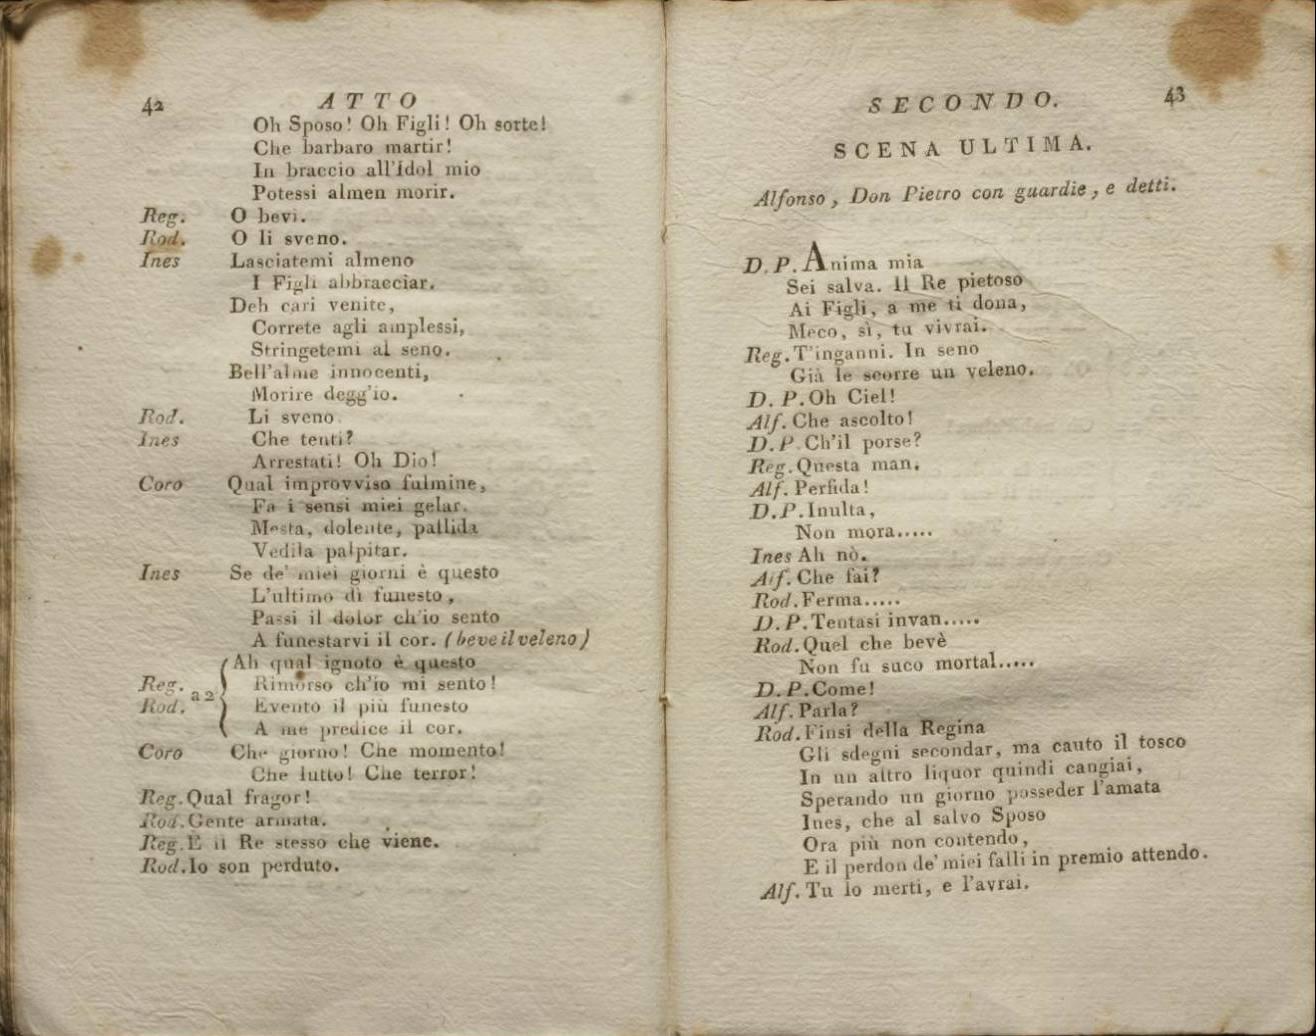 42
ATTO
Oh Sposo! Oh Figli! Oh sorte!
Che barbaro martir!
In braccio all'Idol mio
Potessi almen morir.
Reg. O bevi.
Rod. O li sveno.
Ines Lasciatemi almeno
I Figli abbracciar.
Deh cari venite,
Correte agli amplessi,
Stringetemi al seno.
Bell'alme innocenti,
Morire degg'io.
Rod. Li sveno.
Ines Che tenti?
Arrestati! Oh Dio!
Coro Qual improvviso fulmine,
Fa i sensi miei gelar.
Mesta, dolente, pallida
Vedila palpitar.
Ines Se de' miei giorni è questo
L'ultimo dì funesto,
Passi il dolor ch'io sento
A funestarvi il cor. (beve il veleno)
Ah qual ignoto è questo
Reg. Rimorso ch'io mi sento!
a 2
Rod. Evento il più funesto
A me predice il cor.
Coro Che giorno! Che momento!
Che lutto! Che terror!
Reg. Qual fragor!
Rod. Gente armata.
Reg. È il Re stesso che viene.
Rod. Io son perduto.
SECONDO.
43
SCENA ULTIMA.
Alfonso, Don Pietro con guardie, e detti.
D. P. Anima mia
Sei salva. Il Re pietoso
Ai Figli, a me ti dona,
Meco, sì, tu vivrai.
Reg. T'inganni. In seno
Già le scorre un veleno.
D. P. Oh Ciel!
Alf. Che ascolto!
D. P. Ch'il porse?
Reg. Questa man.
Alf. Perfida!
D. P. Inulta,
Non mora.....
Ines Ah nò.
Alf. Che fai?
Rod. Ferma.....
D. P. Tentasi invan.....
Rod. Quel che bevè
Non fu suco mortal.....
D. P. Come!
Alf. Parla?
Rod. Finsi della Regina
Gli sdegni secondar, ma cauto il tosco
In un altro liquor quindi cangiai,
Sperando un giorno posseder l'amata
Ines, che al salvo Sposo
Ora più non contendo,
E il perdon de' miei falli in premio attendo.
Alf. Tu lo merti, e l'avrai.